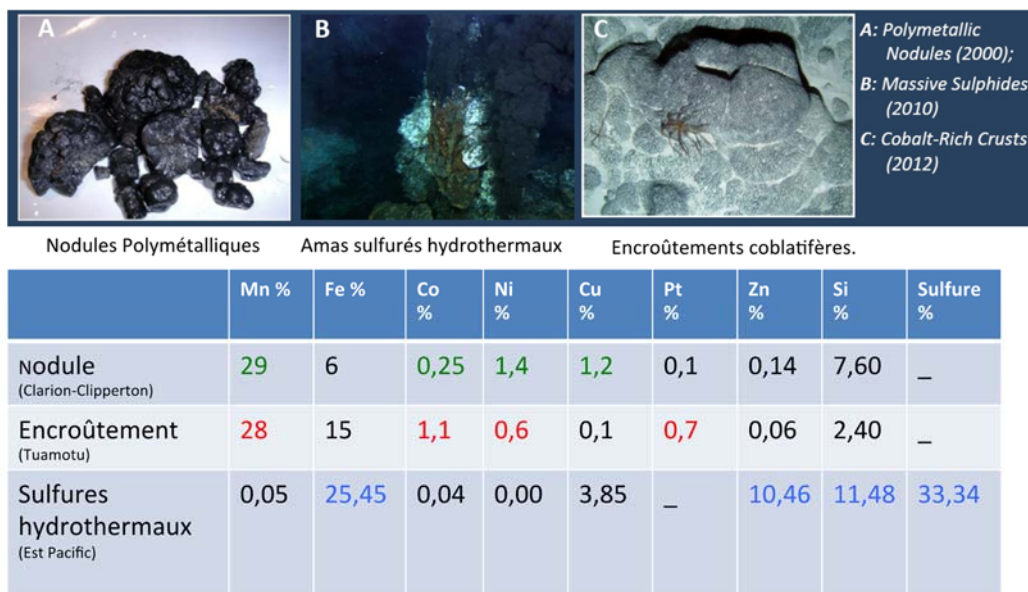 A
B
C
A: Polymetallic
Nodules (2000);
B: Massive Sulphides
(2010)
C: Cobalt-Rich Crusts
(2012)
Nodules Polymétalliques
Amas sulfurés hydrothermaux
Encroûtements coblatifères.
Mn % Fe % Co % Ni % Cu % Pt % Zn % Si % Sulfure %
Nodule 29 6 0,25 1,4 1,2 0,1 0,14 7,60 _
(Clarion-Clipperton)
Encroûtement 28 15 1,1 0,6 0,1 0,7 0,06 2,40 _
(Tuamotu)
Sulfures 0,05 25,45 0,04 0,00 3,85 _ 10,46 11,48 33,34
hydrothermaux
(Est Pacific)